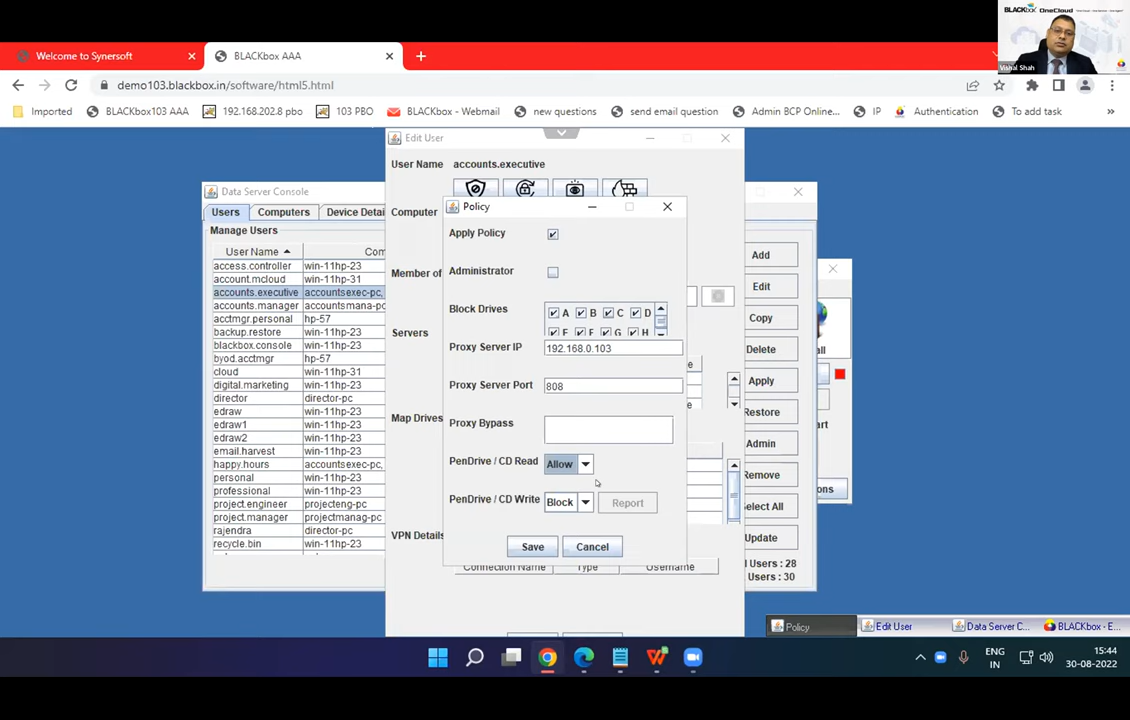 BLACKbox OneCloud
Vishal Shah
Welcome to Synersoft
BLACKbox AAA
demo103.blackbox.in/software/html5.html
Imported
BLACKbox103 AAA
192.168.202.8 pbo
103 PBO
BLACKbox - Webmail
new questions
send email question
Admin BCP Online...
IP
Authentication
To add task
Data Server Console
Users
Computers
Device Detai
Manage Users
User Name
Com
access.controller
win-11hp-23
account.mcloud
win-11hp-31
accounts.executive
accountsexec-pc,
accounts.manager
accountsmana-pc
acctmgr.personal
hp-57
backup.restore
win-11hp-23
blackbox.console
win-11hp-23
byod.acctmgr
hp-57
cloud
win-11hp-31
digital.marketing
win-11hp-23
director
director-pc
edraw
win-11hp-23
edraw1
win-11hp-23
edraw2
win-11hp-23
email.harvest
win-11hp-23
happy.hours
accountsexec-pc,
personal
win-11hp-23
professional
win-11hp-23
project.engineer
projecteng-pc
project.manager
projectmanag-pc
rajendra
director-pc
recycle.bin
win-11hp-23
Edit User
User Name
accounts.executive
Computer
Member of
Servers
Map Drives
VPN Details
Connection Name
Type
Username
Policy
Apply Policy
Administrator
Block Drives
A
B
C
D
E
F
G
H
Proxy Server IP
192.168.0.103
Proxy Server Port
808
Proxy Bypass
PenDrive / CD Read
Allow
PenDrive / CD Write
Block
Report
Save
Cancel
Add
Edit
Copy
Delete
Apply
Restore
Admin
Remove
Select All
Update
l Users : 28
Users : 30
all
art
ons
Policy
Edit User
Data Server C...
BLACKbox - E...
ENG
IN
15:44
30-08-2022